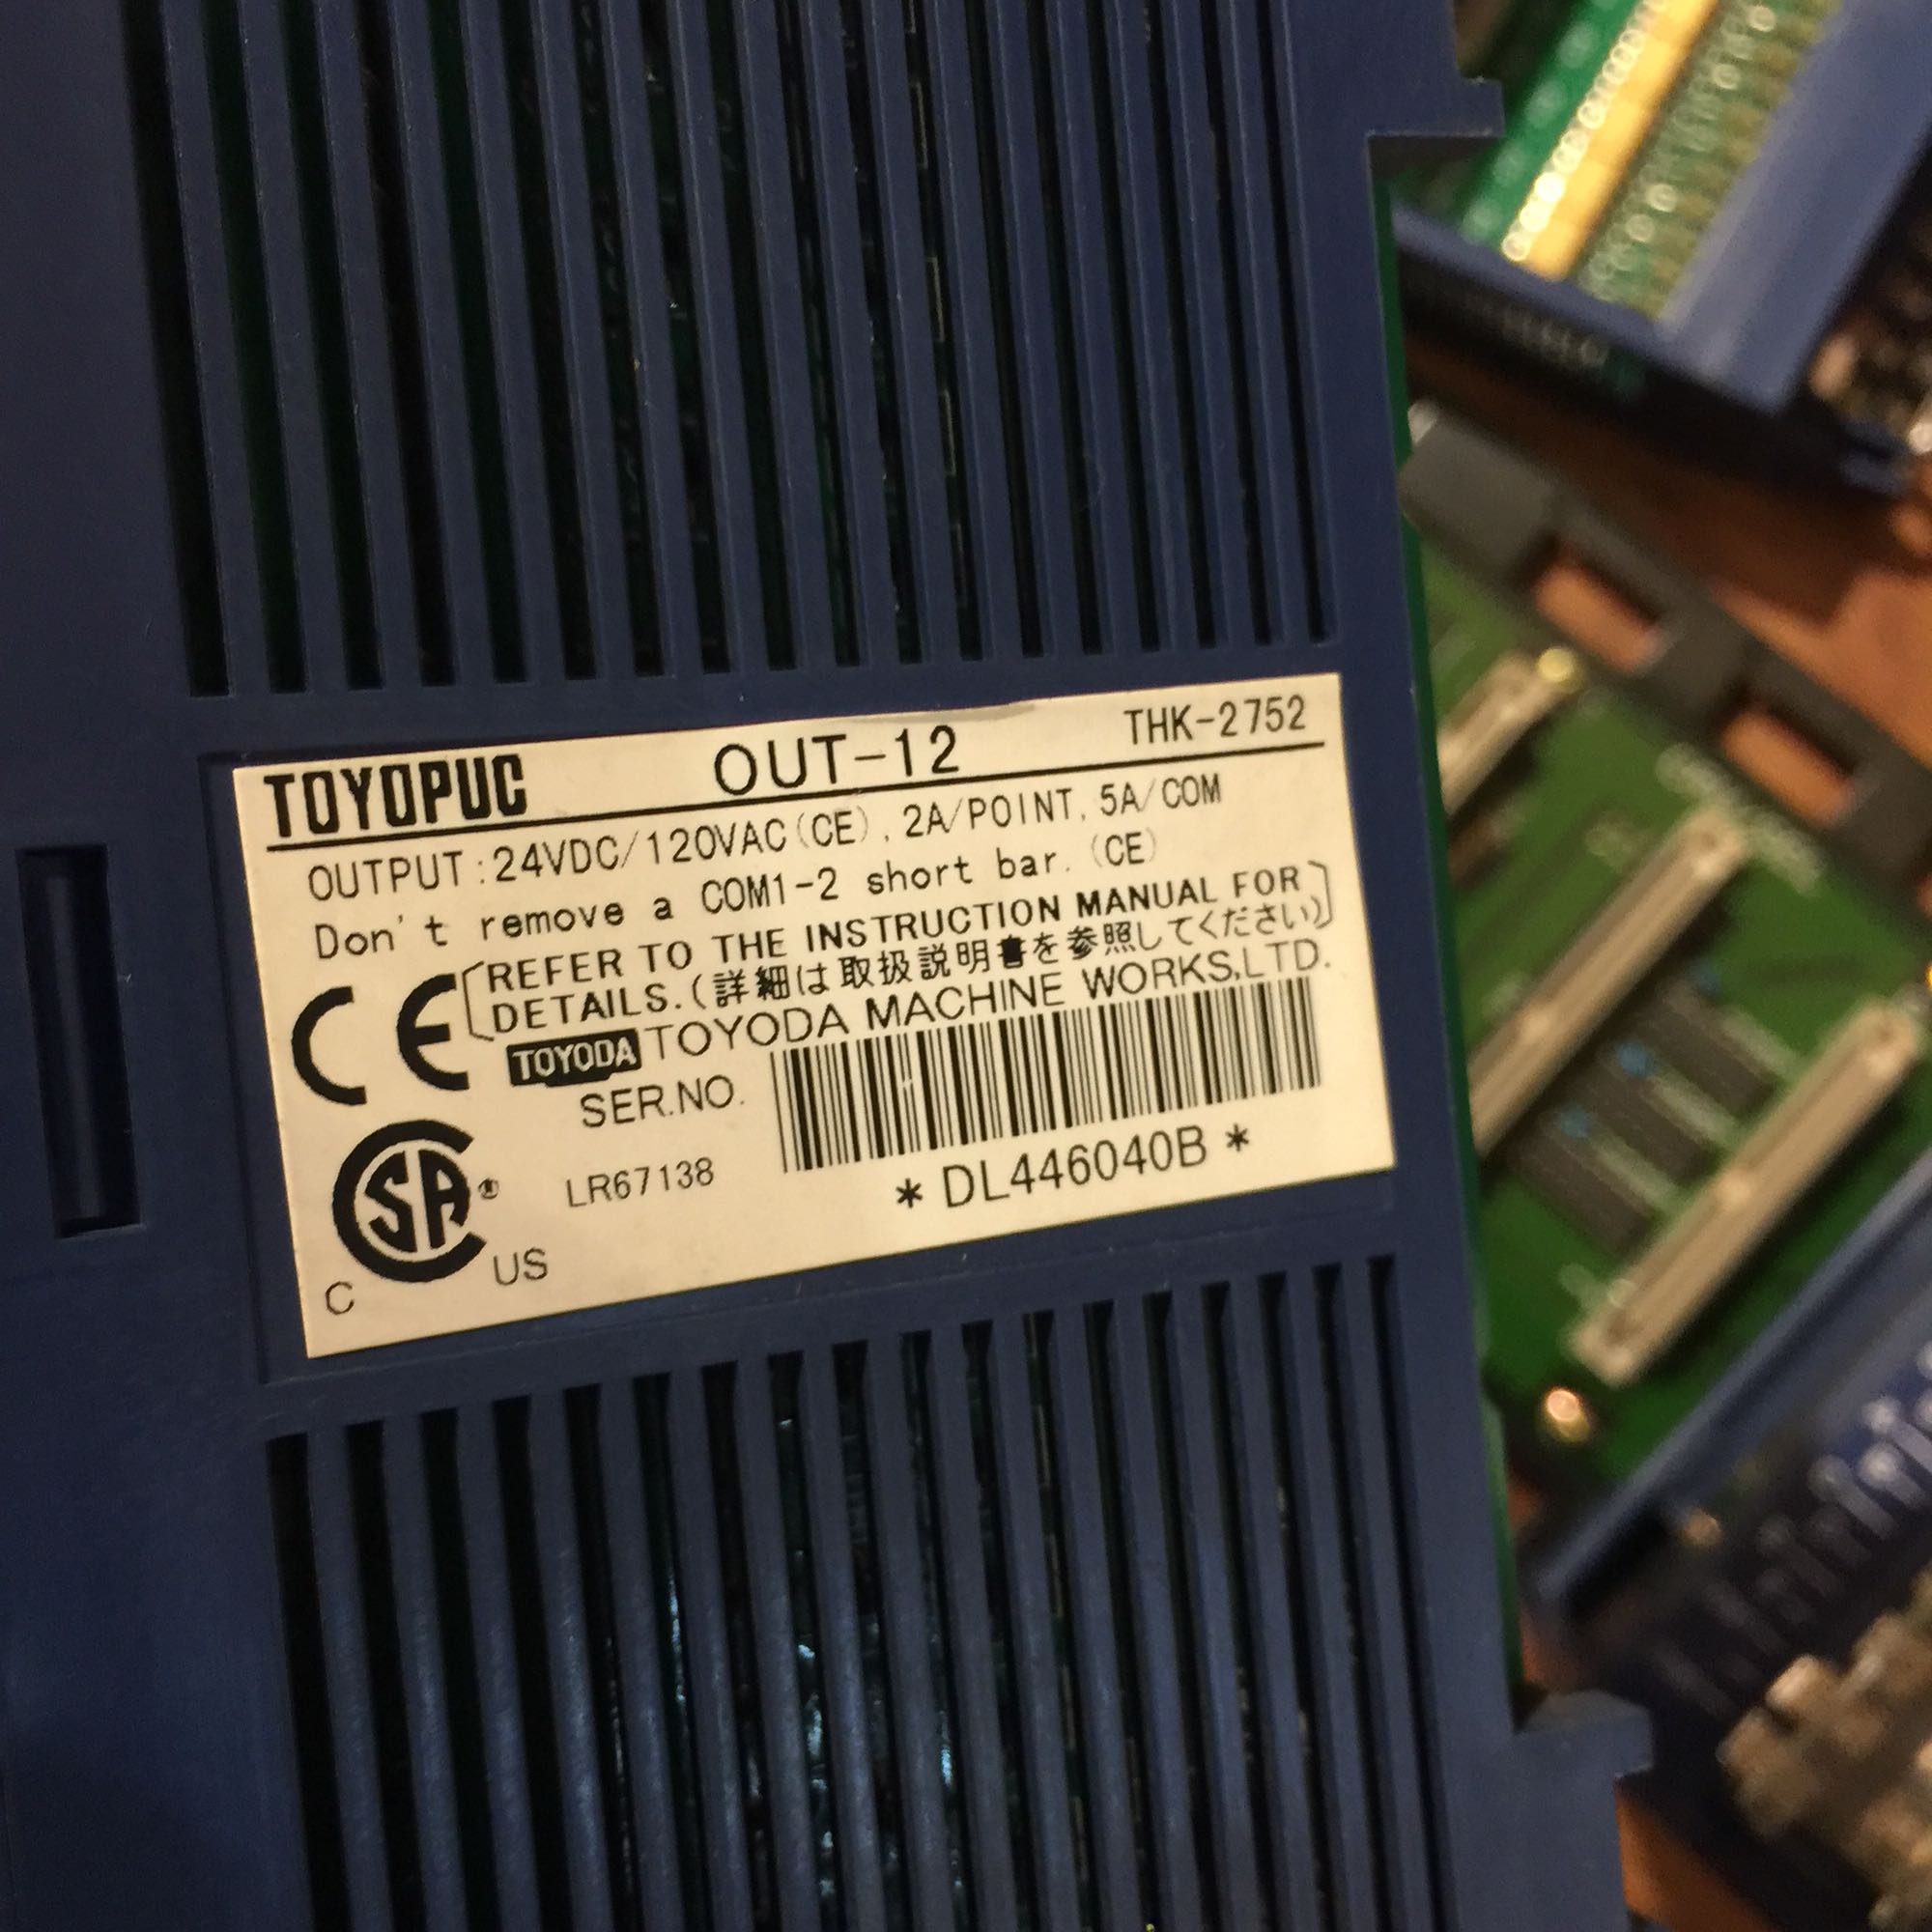 TOYOPUC OUT-12 THK-2752
OUTPUT:24VDC/120VAC(CE), 2A/POINT, 5A/COM
Don't remove a COM1-2 short bar. (CE)
REFER TO THE INSTRUCTION MANUAL FOR
DETAILS.(詳細は取扱説明書を参照してください)
CE
TOYODA TOYODA MACHINE WORKS,LTD.
SER.NO.
*DL446040B*
LR67138
C SA® US